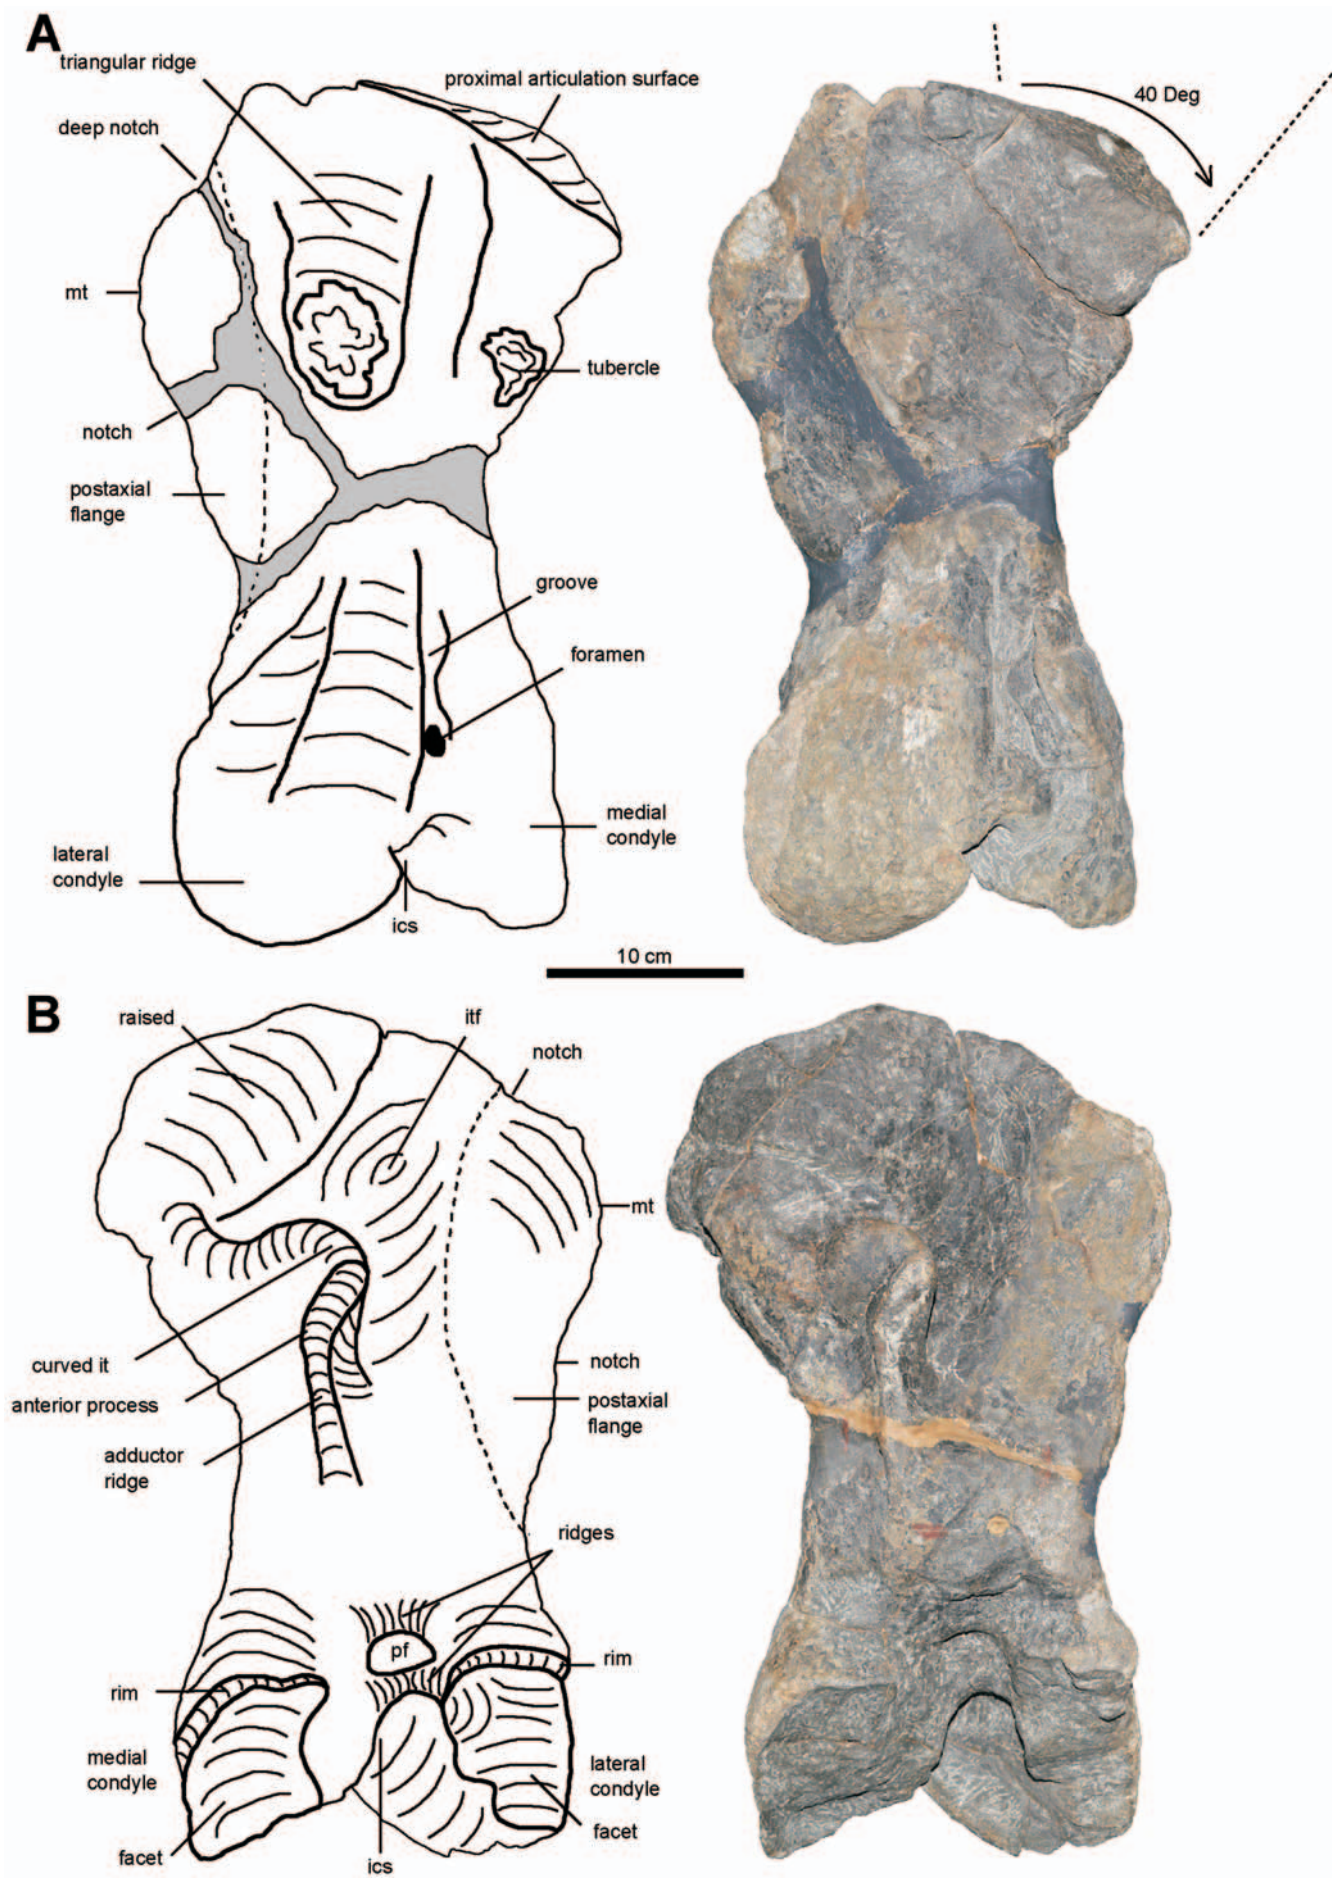 A
triangular ridge
proximal articulation surface
40 Deg
deep notch
mt
tubercle
notch
postaxial
flange
groove
foramen
medial
condyle
lateral
condyle
ics
10 cm
B
raised
itf
notch
mt
curved it
notch
anterior process
postaxial
flange
adductor
ridge
ridges
pf
rim
rim
medial
condyle
lateral
condyle
facet
facet
ics